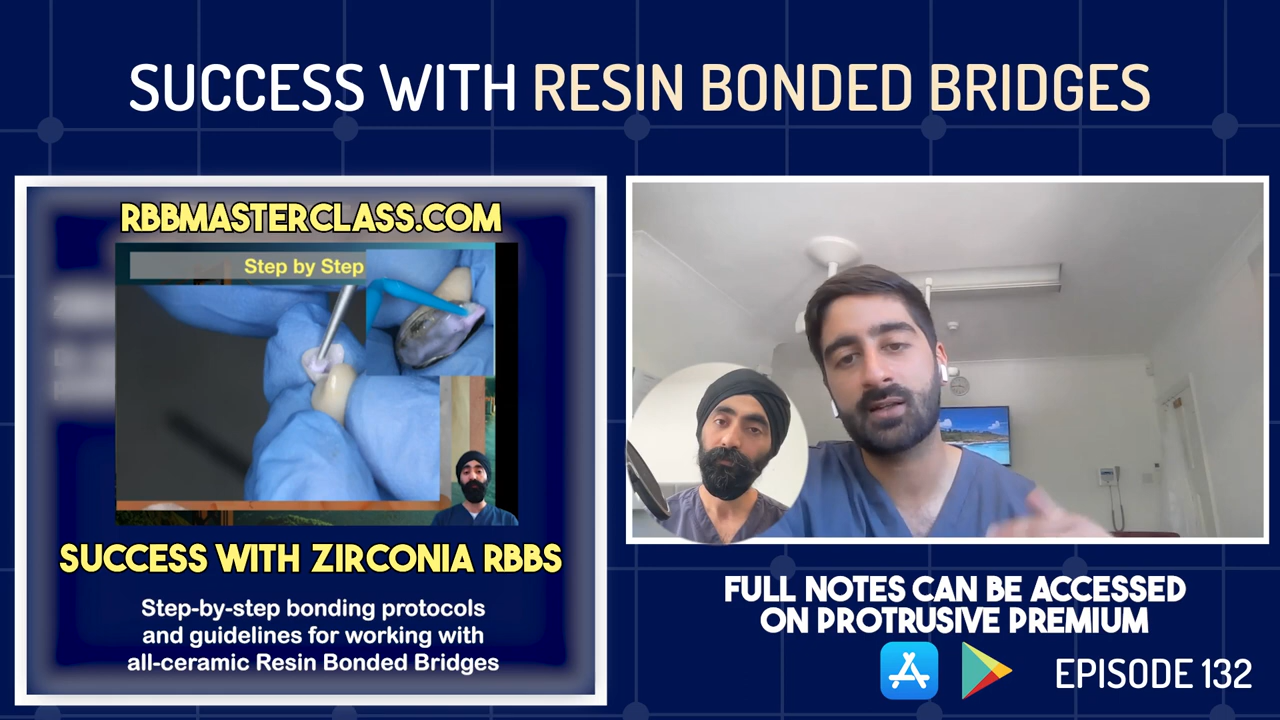 SUCCESS WITH RESIN BONDED BRIDGES
RBBMASTERCLASS.COM
Step by Step
SUCCESS WITH ZIRCONIA RBBS
Step-by-step bonding protocols
and guidelines for working with
all-ceramic Resin Bonded Bridges
FULL NOTES CAN BE ACCESSED
ON PROTRUSIVE PREMIUM
EPISODE 132